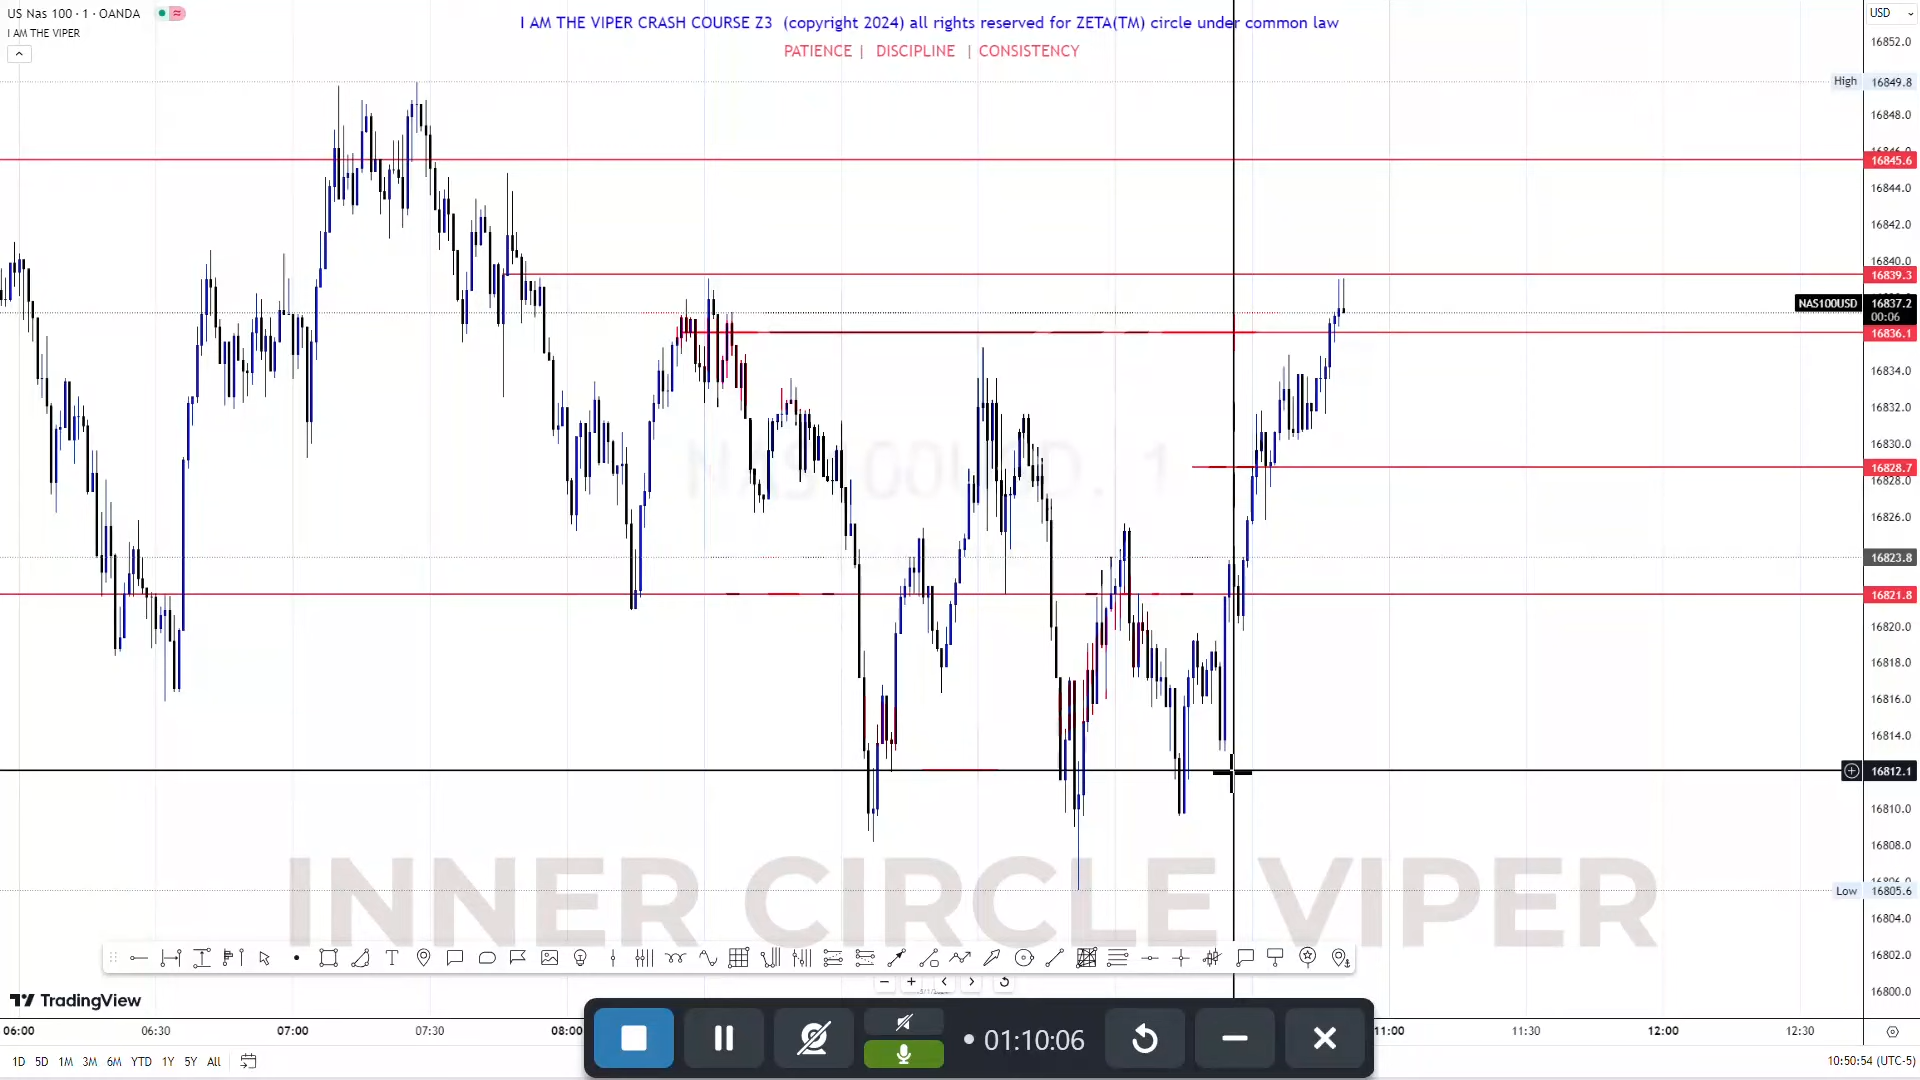 US Nas 100 · 1 · OANDA
I AM THE VIPER CRASH COURSE Z3 (copyright 2024) all rights reserved for ZETA(TM) circle under common law
USD
I AM THE VIPER
PATIENCE | DISCIPLINE | CONSISTENCY
16852.0
High 16849.8
16848.0
16845.6
16844.0
16842.0
16840.0
16839.3
NAS100USD 16837.2
00:06
16836.1
16834.0
16832.0
16830.0
NAS100USD, 1
16828.7
16828.0
16826.0
16823.8
16821.8
16820.0
16818.0
16816.0
16814.0
16812.1
16810.0
16808.0
INNER CIRCLE VIPER
Low 16805.6
16804.0
16802.0
16800.0
TradingView
06:00 06:30 07:00 07:30 08:00 11:00 11:30 12:00 12:30
01:10:06
1D 5D 1M 3M 6M YTD 1Y 5Y All
10:50:54 (UTC-5)